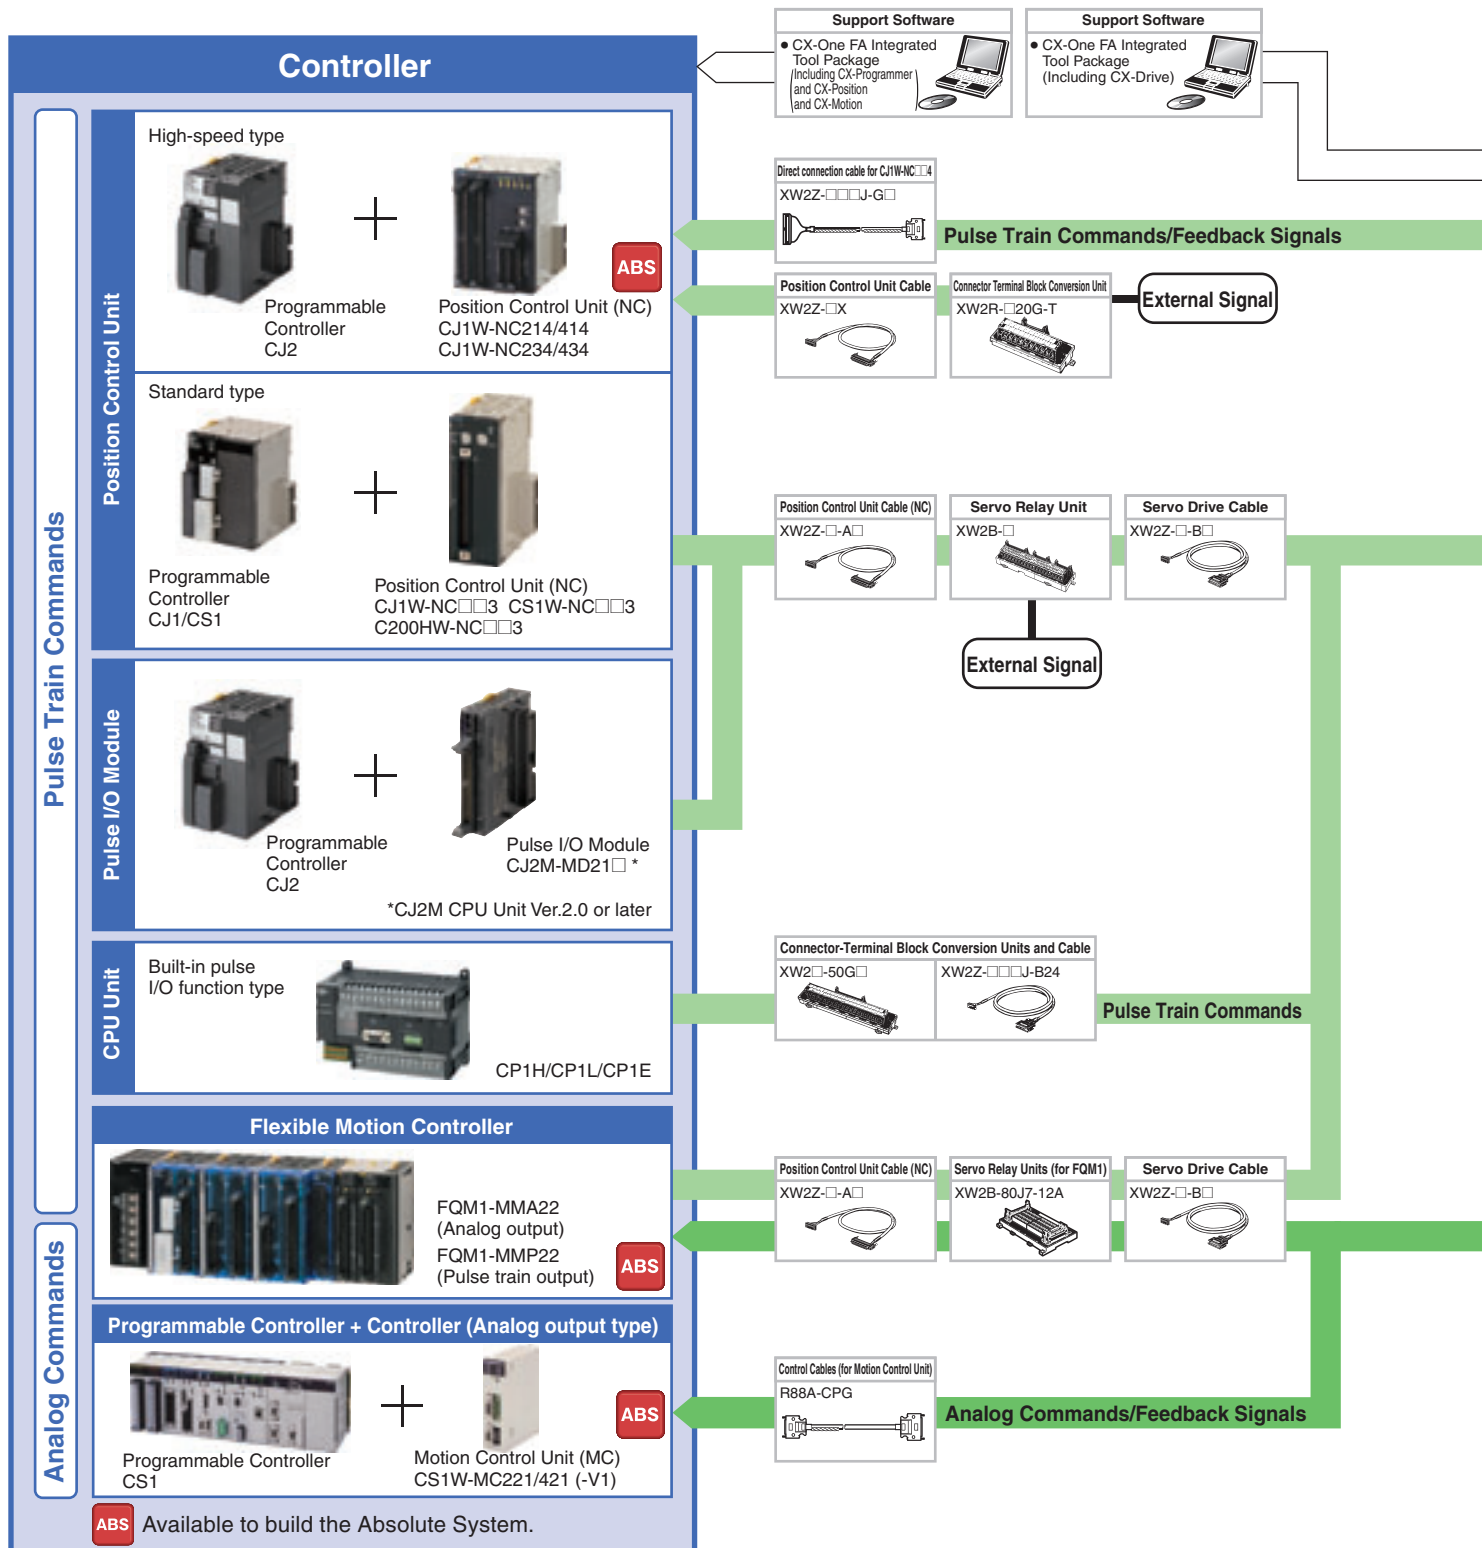 Support Software
● CX-One FA Integrated
Tool Package
(Including CX-Programmer
and CX-Position
and CX-Motion)
Support Software
● CX-One FA Integrated
Tool Package
(Including CX-Drive)
Controller
Pulse Train Commands
Analog Commands
Position Control Unit
High-speed type
Programmable
Controller
CJ2
ABS
Position Control Unit (NC)
CJ1W-NC214/414
CJ1W-NC234/434
Direct connection cable for CJ1W-NC□□4
XW2Z-□□□J-G□
Pulse Train Commands/Feedback Signals
Position Control Unit Cable
XW2Z-□X
Connector Terminal Block Conversion Unit
XW2R-□20G-T
External Signal
Standard type
Programmable
Controller
CJ1/CS1
Position Control Unit (NC)
CJ1W-NC□□3 CS1W-NC□□3
C200HW-NC□□3
Position Control Unit Cable (NC)
XW2Z-□-A□
Servo Relay Unit
XW2B-□
Servo Drive Cable
XW2Z-□-B□
External Signal
Pulse I/O Module
Programmable
Controller
CJ2
Pulse I/O Module
CJ2M-MD21□ *
*CJ2M CPU Unit Ver.2.0 or later
CPU Unit
Built-in pulse
I/O function type
CP1H/CP1L/CP1E
Connector-Terminal Block Conversion Units and Cable
XW2□-50G□
XW2Z-□□□J-B24
Pulse Train Commands
Flexible Motion Controller
FQM1-MMA22
(Analog output)
FQM1-MMP22
(Pulse train output)
ABS
Position Control Unit Cable (NC)
XW2Z-□-A□
Servo Relay Units (for FQM1)
XW2B-80J7-12A
Servo Drive Cable
XW2Z-□-B□
Programmable Controller + Controller (Analog output type)
Programmable Controller
CS1
Motion Control Unit (MC)
CS1W-MC221/421 (-V1)
ABS
Control Cables (for Motion Control Unit)
R88A-CPG
Analog Commands/Feedback Signals
ABS Available to build the Absolute System.